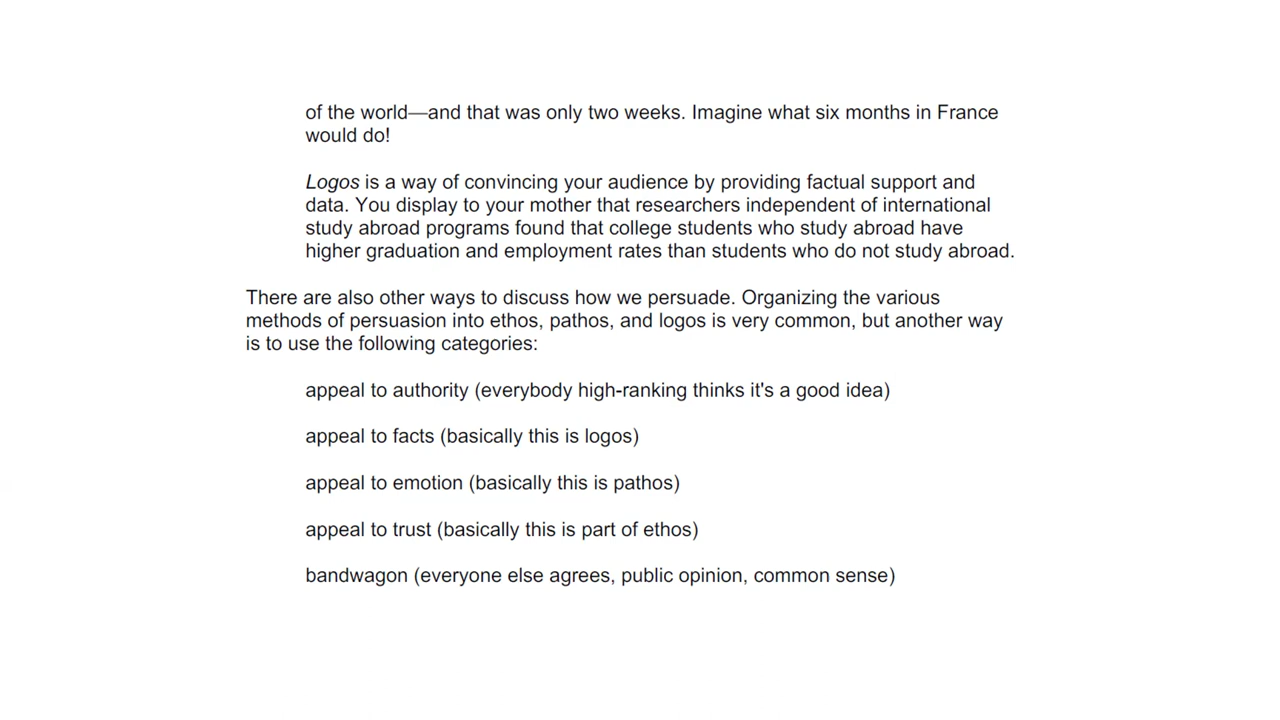 of the world—and that was only two weeks. Imagine what six months in France
would do!
Logos is a way of convincing your audience by providing factual support and
data. You display to your mother that researchers independent of international
study abroad programs found that college students who study abroad have
higher graduation and employment rates than students who do not study abroad.
There are also other ways to discuss how we persuade. Organizing the various
methods of persuasion into ethos, pathos, and logos is very common, but another way
is to use the following categories:
appeal to authority (everybody high-ranking thinks it's a good idea)
appeal to facts (basically this is logos)
appeal to emotion (basically this is pathos)
appeal to trust (basically this is part of ethos)
bandwagon (everyone else agrees, public opinion, common sense)